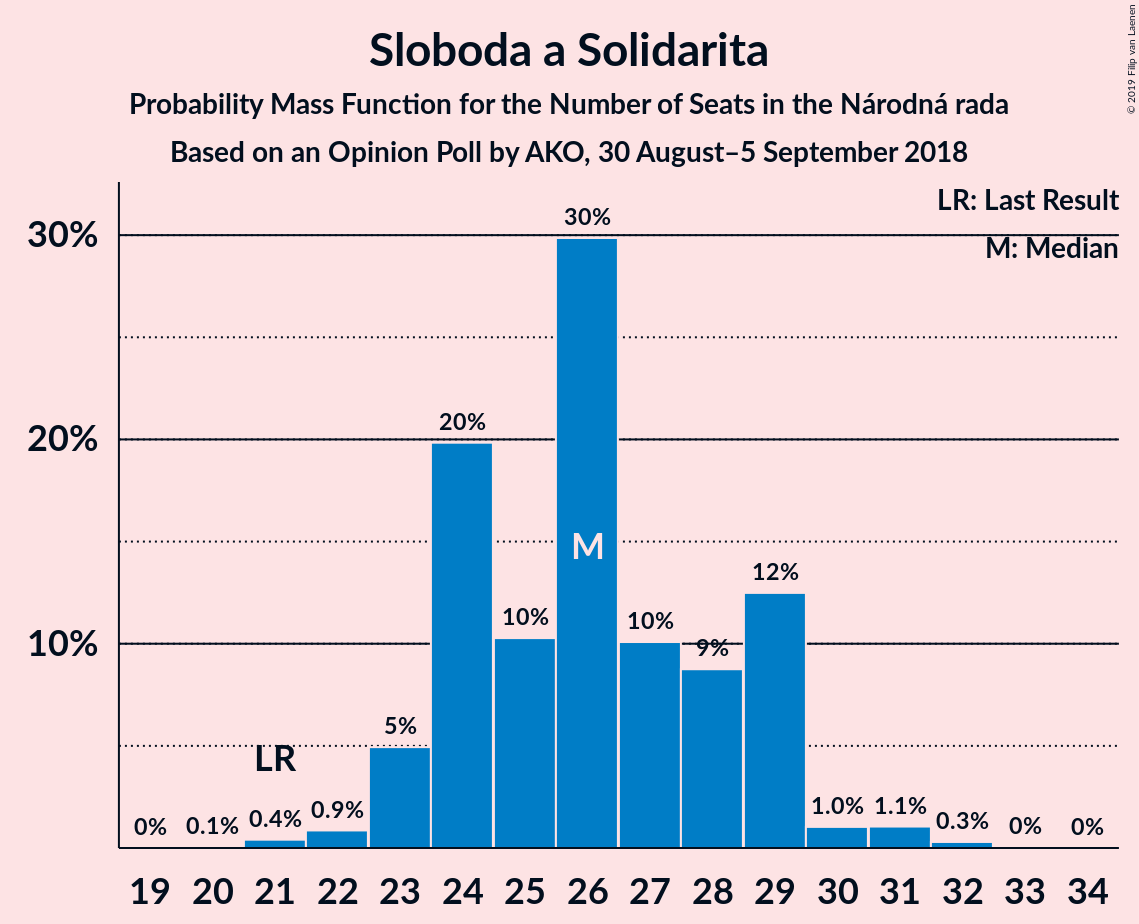 Sloboda a Solidarita
Probability Mass Function for the Number of Seats in the Národná rada
Based on an Opinion Poll by AKO, 30 August–5 September 2018
© 2019 Filip van Laenen
LR: Last Result
M: Median
30%
20%
10%
0%
0.1%
0.4%
0.9%
5%
20%
10%
30%
10%
9%
12%
1.0%
1.1%
0.3%
0%
0%
LR
M
19 20 21 22 23 24 25 26 27 28 29 30 31 32 33 34